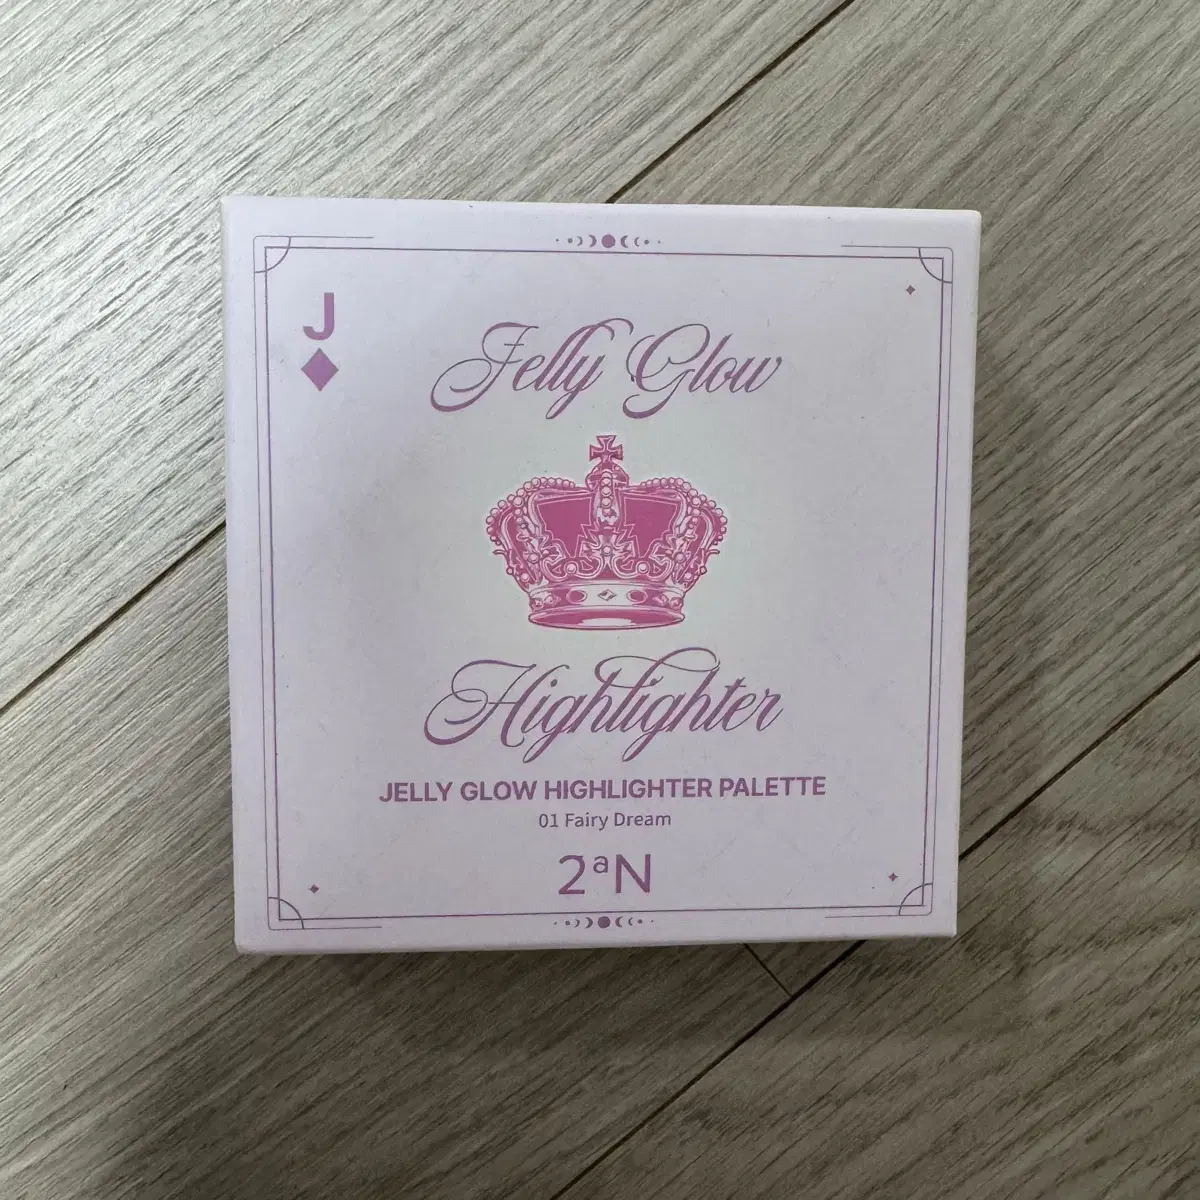 J
Jelly Glow
Highlighter
JELLY GLOW HIGHLIGHTER PALETTE
01 Fairy Dream
2ªN